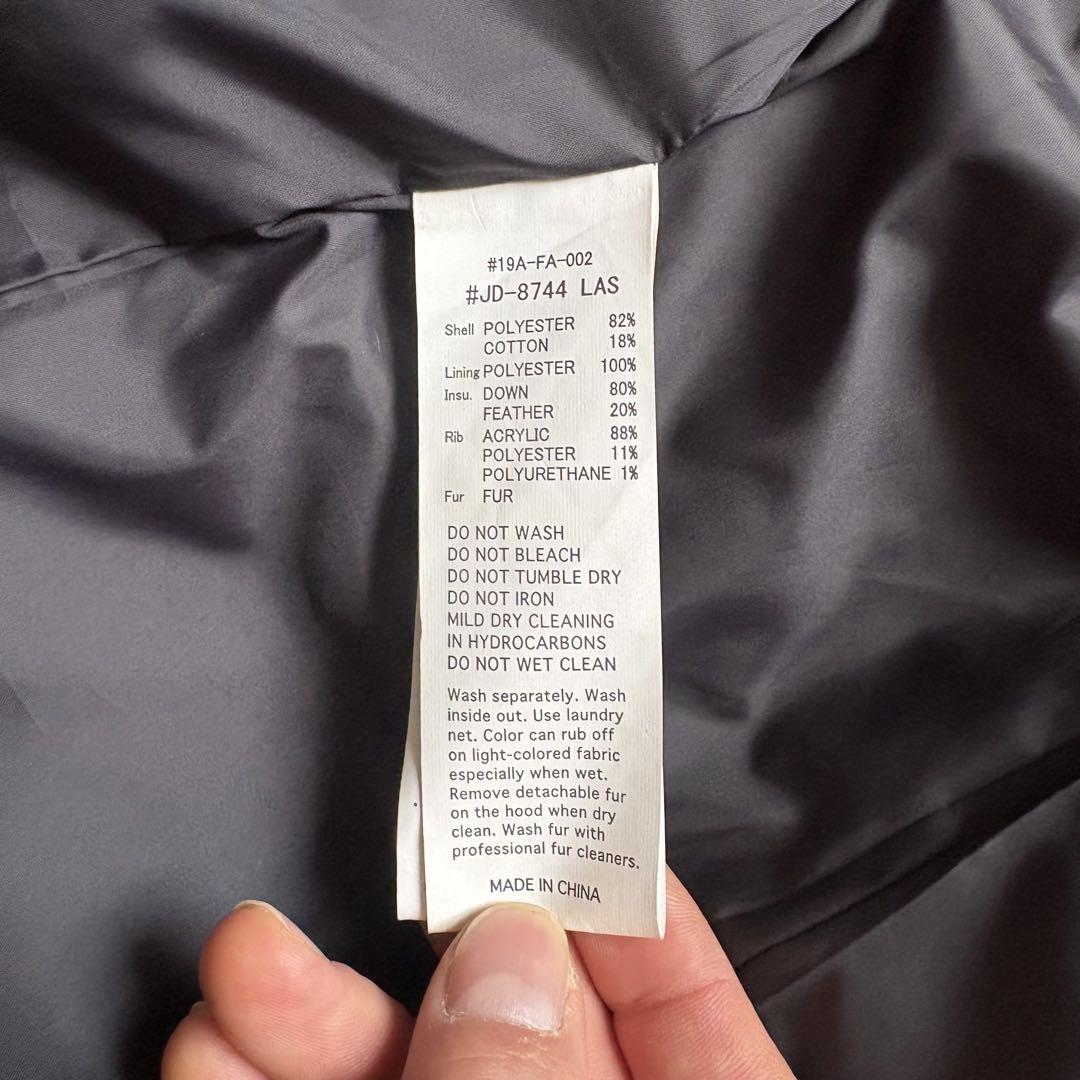 #19A-FA-002
#JD-8744 LAS
Shell POLYESTER 82%
COTTON 18%
Lining POLYESTER 100%
Insu. DOWN 80%
FEATHER 20%
Rib ACRYLIC 88%
POLYESTER 11%
POLYURETHANE 1%
Fur FUR
DO NOT WASH
DO NOT BLEACH
DO NOT TUMBLE DRY
DO NOT IRON
MILD DRY CLEANING
IN HYDROCARBONS
DO NOT WET CLEAN
Wash separately. Wash
inside out. Use laundry
net. Color can rub off
on light-colored fabric
especially when wet.
Remove detachable fur
on the hood when dry
clean. Wash fur with
professional fur cleaners.
MADE IN CHINA